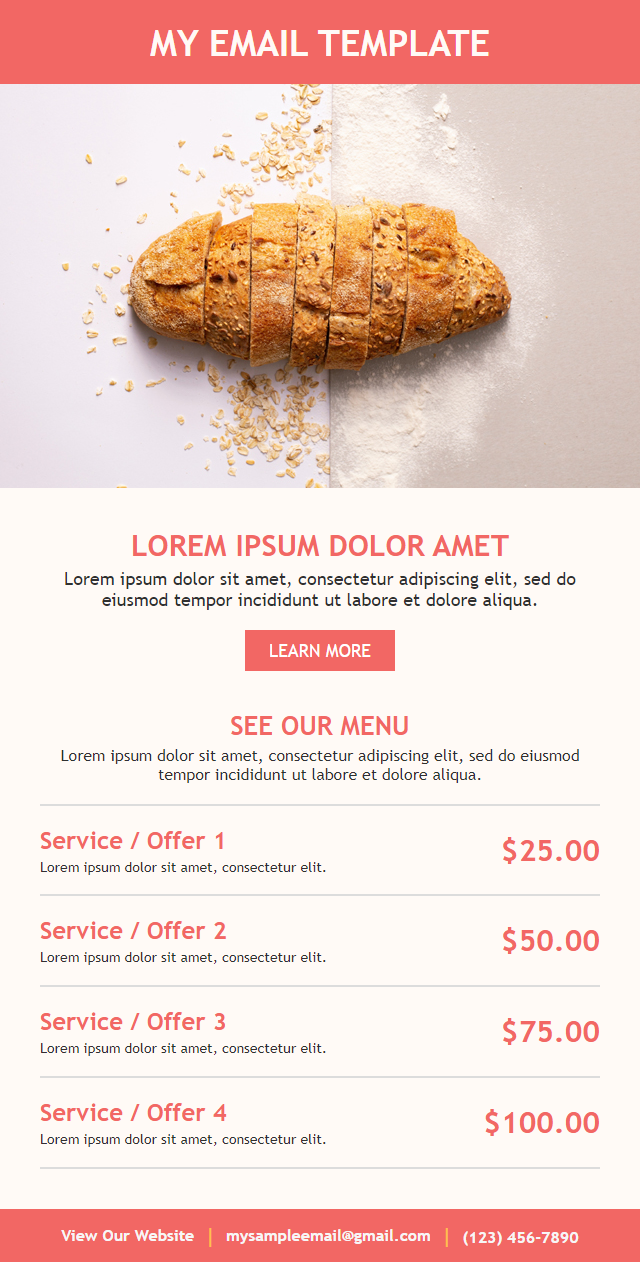 MY EMAIL TEMPLATE
LOREM IPSUM DOLOR AMET
Lorem ipsum dolor sit amet, consectetur adipiscing elit, sed do
eiusmod tempor incididunt ut labore et dolore aliqua.
LEARN MORE
SEE OUR MENU
Lorem ipsum dolor sit amet, consectetur adipiscing elit, sed do eiusmod
tempor incididunt ut labore et dolore aliqua.
Service / Offer 1
Lorem ipsum dolor sit amet, consectetur elit.
$25.00
Service / Offer 2
Lorem ipsum dolor sit amet, consectetur elit.
$50.00
Service / Offer 3
Lorem ipsum dolor sit amet, consectetur elit.
$75.00
Service / Offer 4
Lorem ipsum dolor sit amet, consectetur elit.
$100.00
View Our Website | mysampleemail@gmail.com | (123) 456-7890